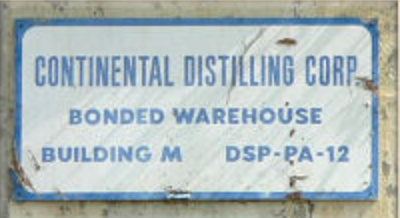 CONTINENTAL DISTILLING CORP
BONDED WAREHOUSE
BUILDING M DSP-PA-12